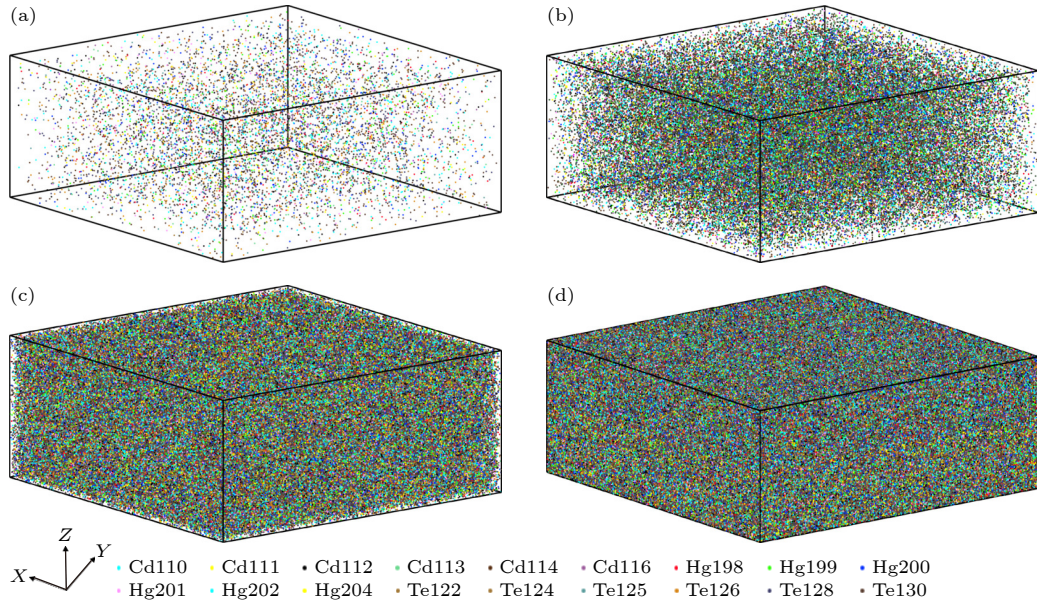 (a)
(b)
(c)
(d)
Z
Y
X
Cd110 Cd111 Cd112 Cd113 Cd114 Cd116 Hg198 Hg199 Hg200
Hg201 Hg202 Hg204 Te122 Te124 Te125 Te126 Te128 Te130